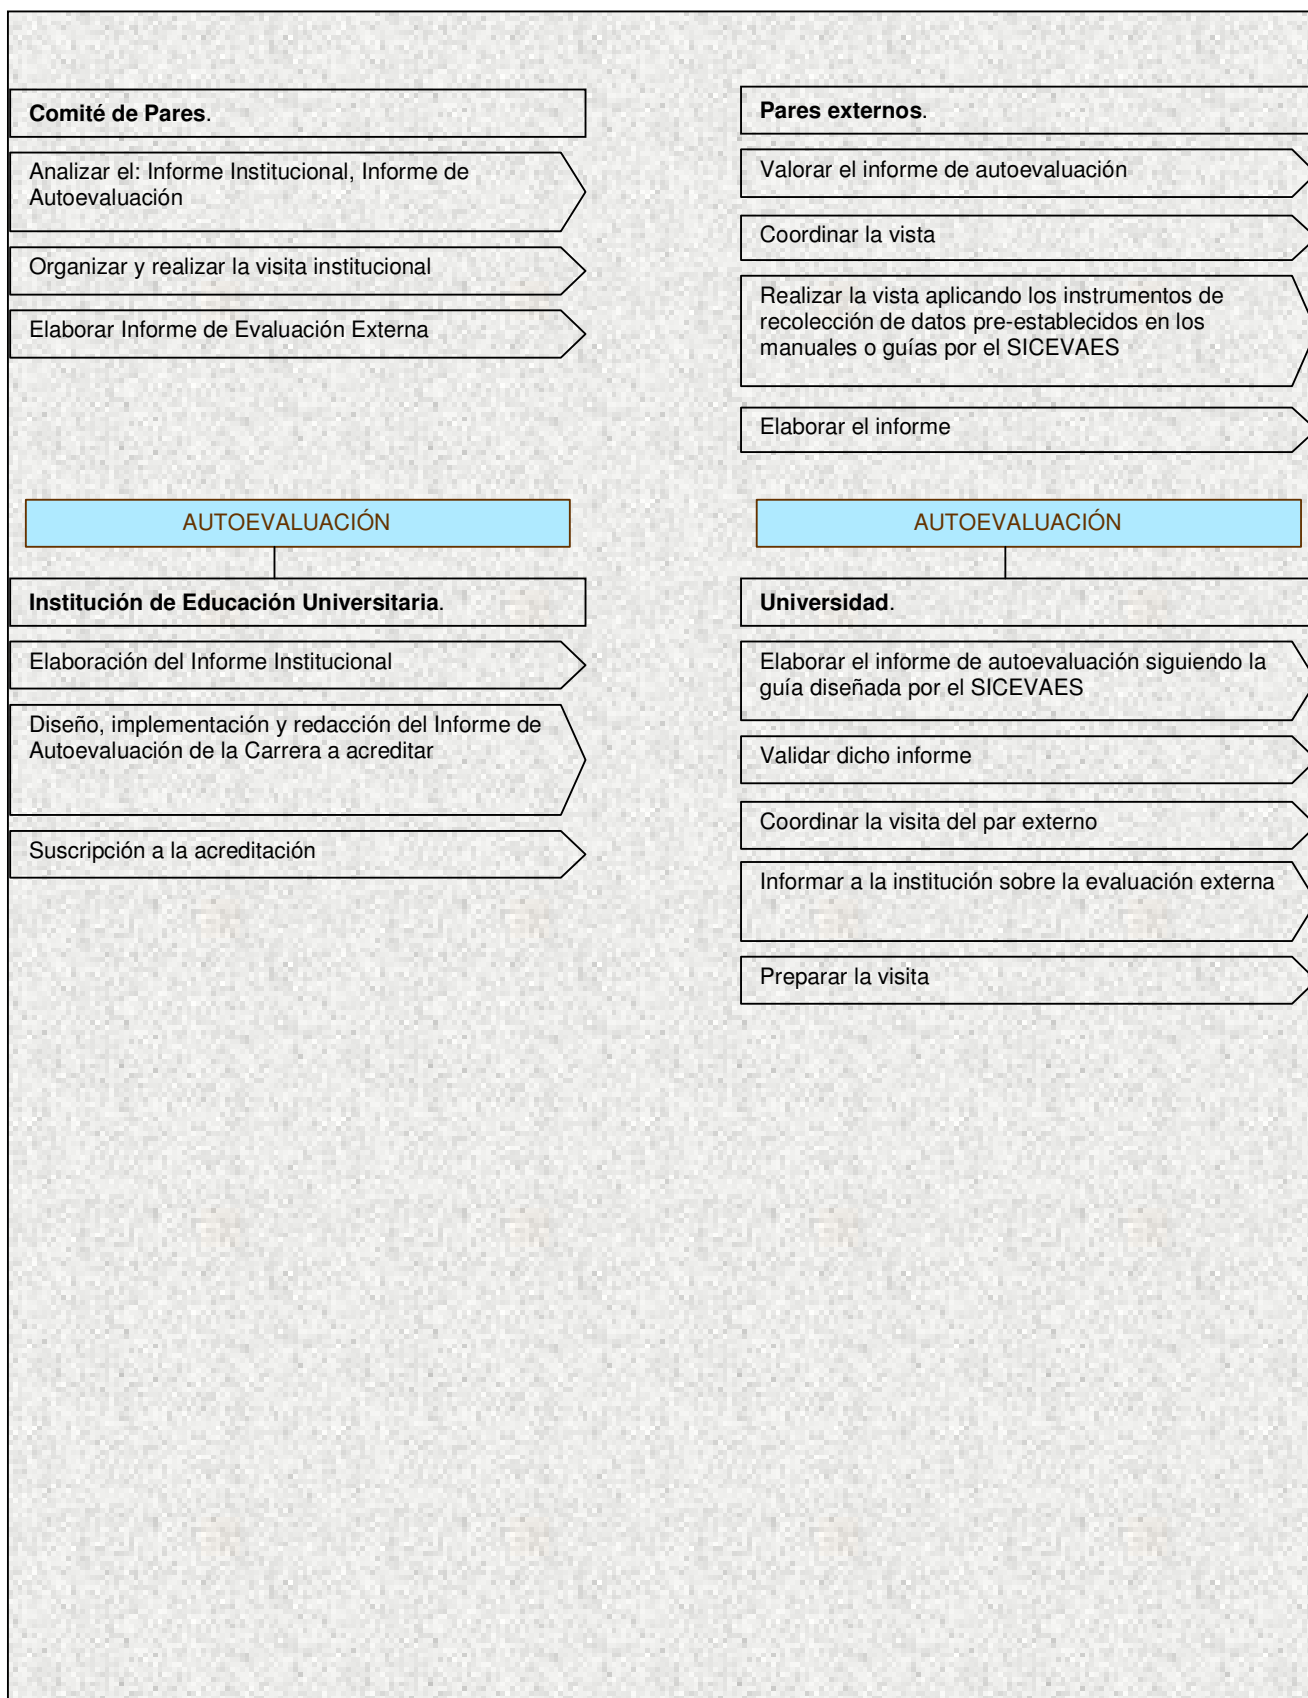 Comité de Pares.
Analizar el: Informe Institucional, Informe de
Autoevaluación
Organizar y realizar la visita institucional
Elaborar Informe de Evaluación Externa
Pares externos.
Valorar el informe de autoevaluación
Coordinar la vista
Realizar la vista aplicando los instrumentos de
recolección de datos pre-establecidos en los
manuales o guías por el SICEVAES
Elaborar el informe
AUTOEVALUACIÓN
Institución de Educación Universitaria.
Elaboración del Informe Institucional
Diseño, implementación y redacción del Informe de
Autoevaluación de la Carrera a acreditar
Suscripción a la acreditación
AUTOEVALUACIÓN
Universidad.
Elaborar el informe de autoevaluación siguiendo la
guía diseñada por el SICEVAES
Validar dicho informe
Coordinar la visita del par externo
Informar a la institución sobre la evaluación externa
Preparar la visita